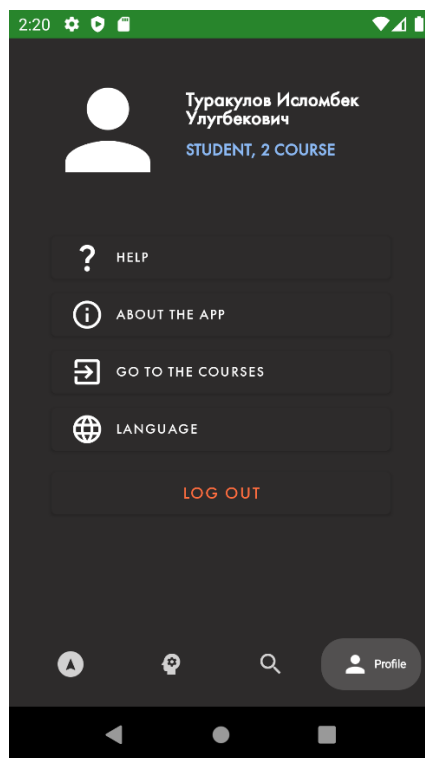 2:20
Туракулов Исломбек
Улугбекович
STUDENT, 2 COURSE
HELP
ABOUT THE APP
GO TO THE COURSES
LANGUAGE
LOG OUT
Profile